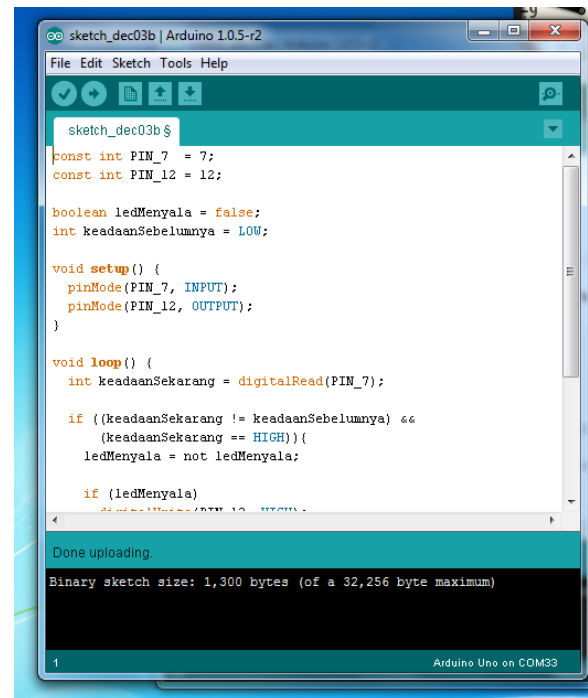 sketch_dec03b | Arduino 1.0.5-r2
File Edit Sketch Tools Help
sketch_dec03b §
const int PIN_7  = 7;
const int PIN_12 = 12;
boolean ledMenyala = false;
int keadaanSebelumnya = LOW;
void setup() {
  pinMode(PIN_7, INPUT);
  pinMode(PIN_12, OUTPUT);
}
void loop() {
  int keadaanSekarang = digitalRead(PIN_7);
  if ((keadaanSekarang != keadaanSebelumnya) &&
      (keadaanSekarang == HIGH)){
    ledMenyala = not ledMenyala;
    if (ledMenyala)
      digitalWrite(PIN_12, HIGH);
Done uploading.
Binary sketch size: 1,300 bytes (of a 32,256 byte maximum)
1
Arduino Uno on COM33